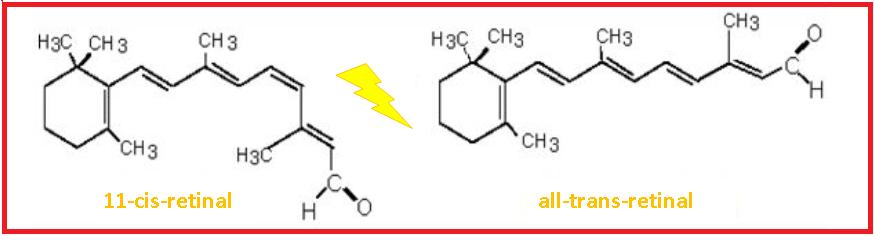 H3C CH3
CH3
CH3
H3C
C
H
O
11-cis-retinal
H3C CH3
CH3
CH3
CH3
C
O
H
all-trans-retinal